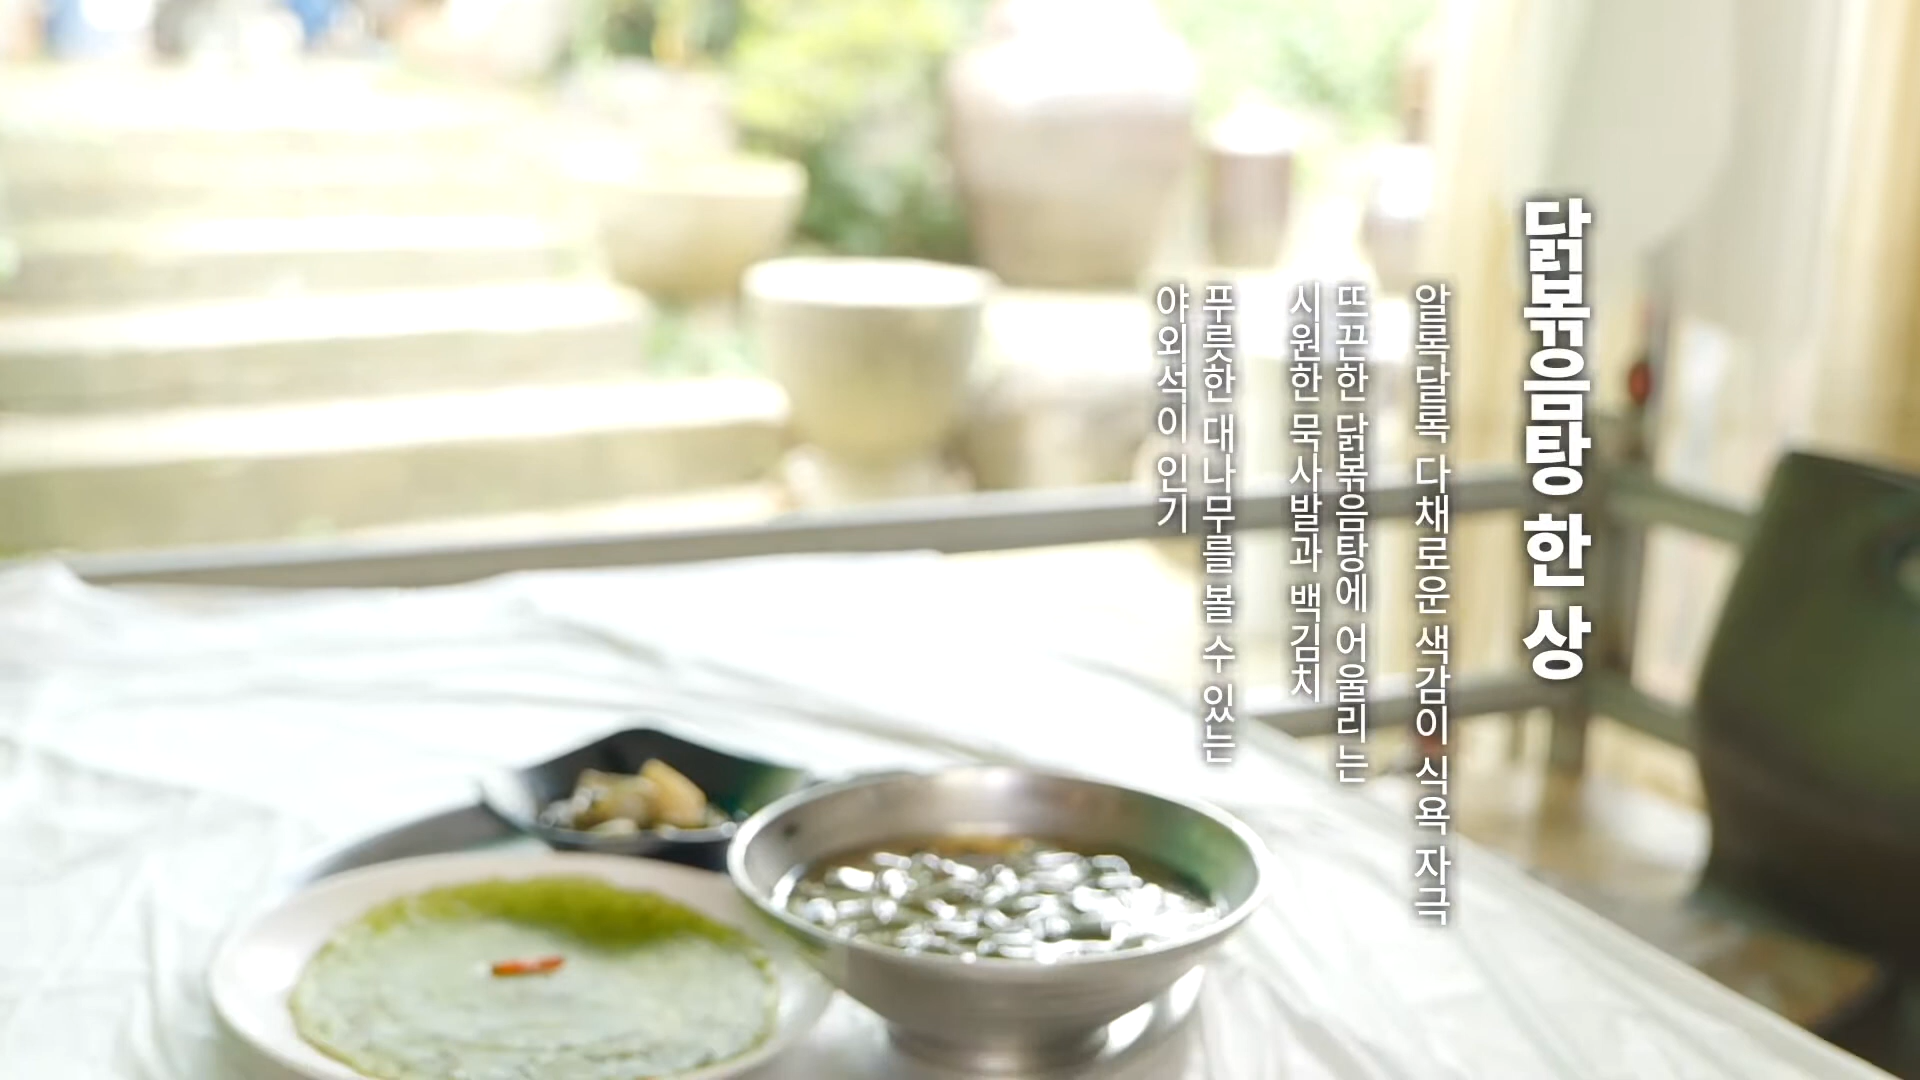 닭볶음탕 한 상
알록달록 다채로운 색감이 식욕 자극
뜨끈한 닭볶음탕에 어울리는
시원한 묵사발과 백김치
푸릇한 대나무를 볼 수 있는
야외석이 인기